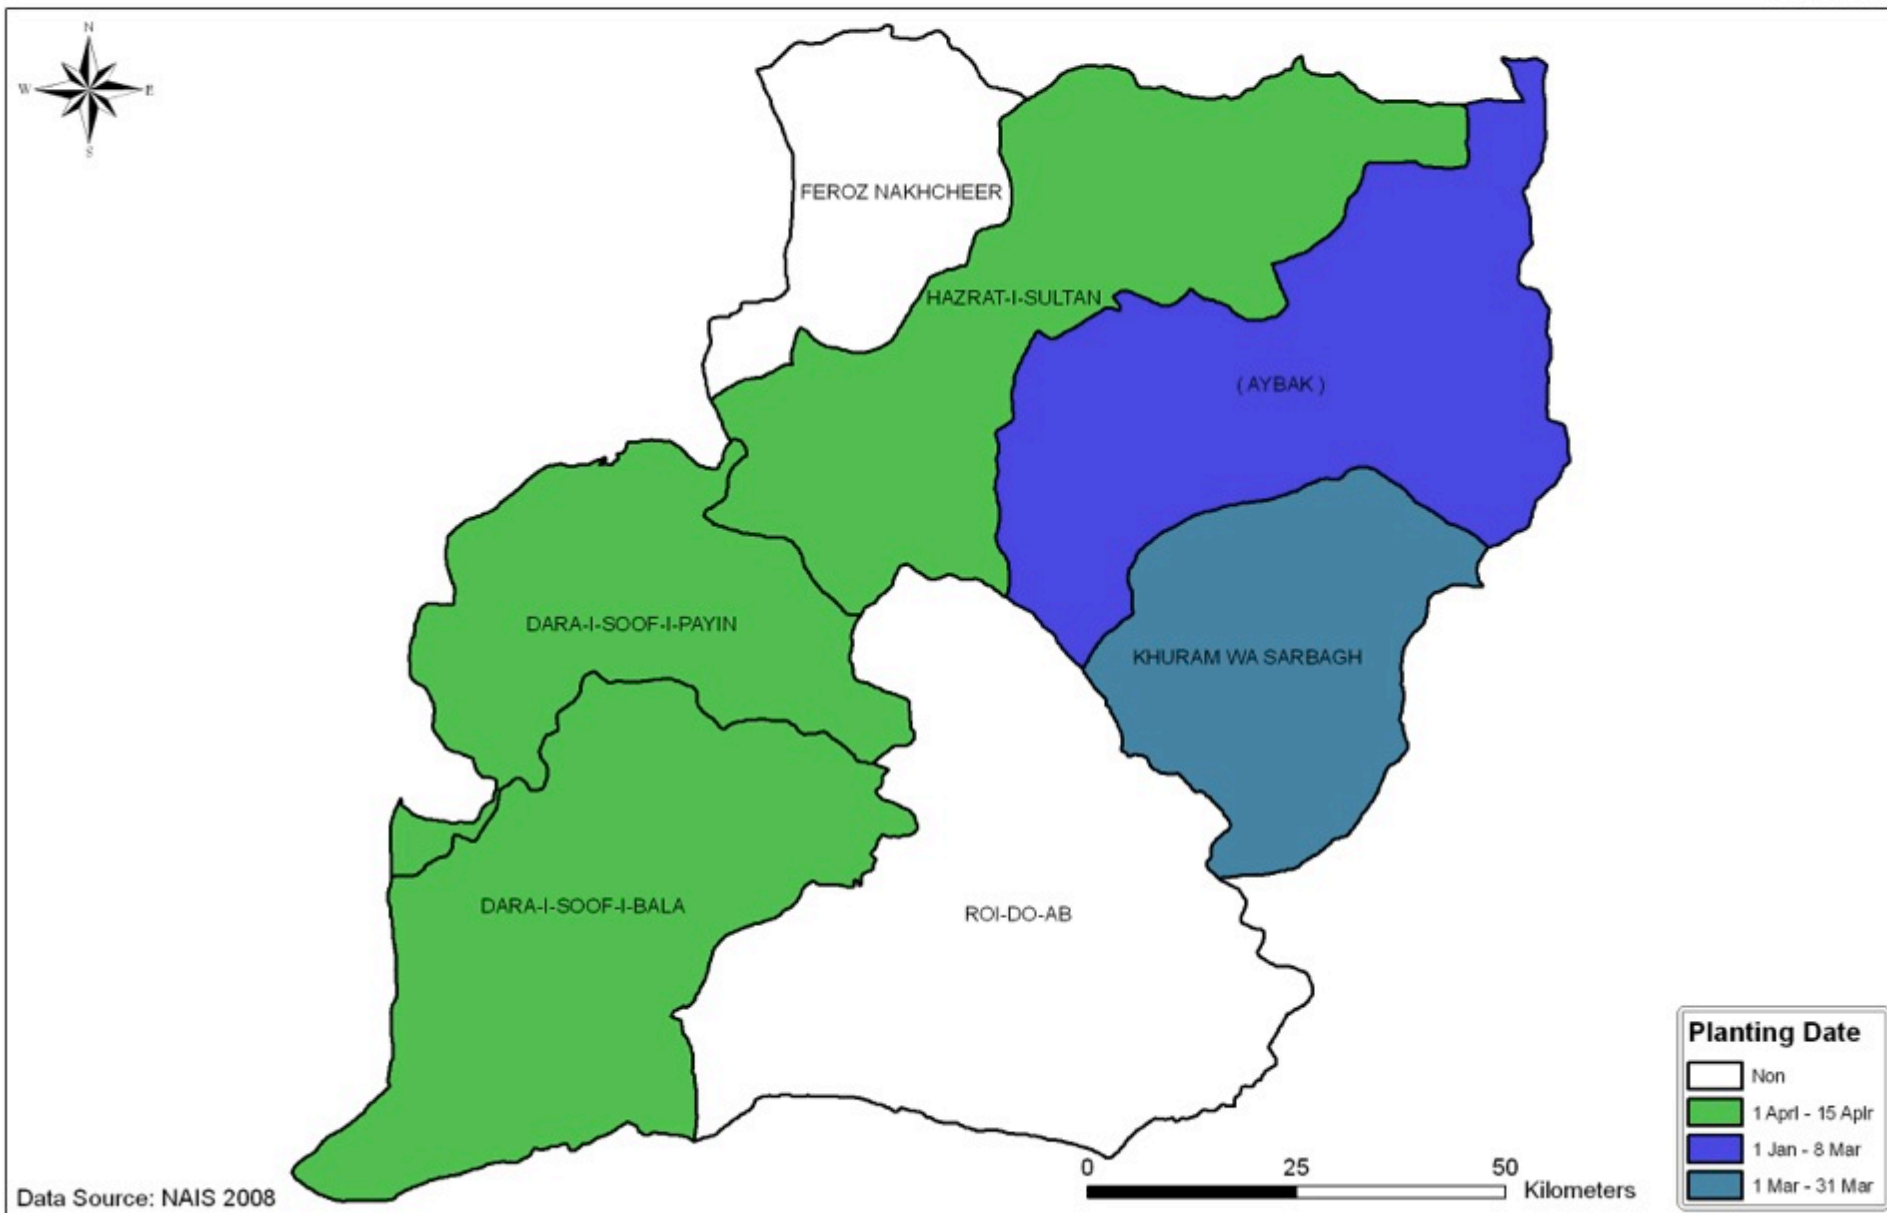 N
W E
S
FEROZ NAKHCHEER
HAZRAT-I-SULTAN
( AYBAK )
DARA-I-SOOF-I-PAYIN
KHURAM WA SARBAGH
DARA-I-SOOF-I-BALA
ROI-DO-AB
Planting Date
Non
1 Aprl - 15 Aplr
1 Jan - 8 Mar
1 Mar - 31 Mar
0 25 50
Kilometers
Data Source: NAIS 2008